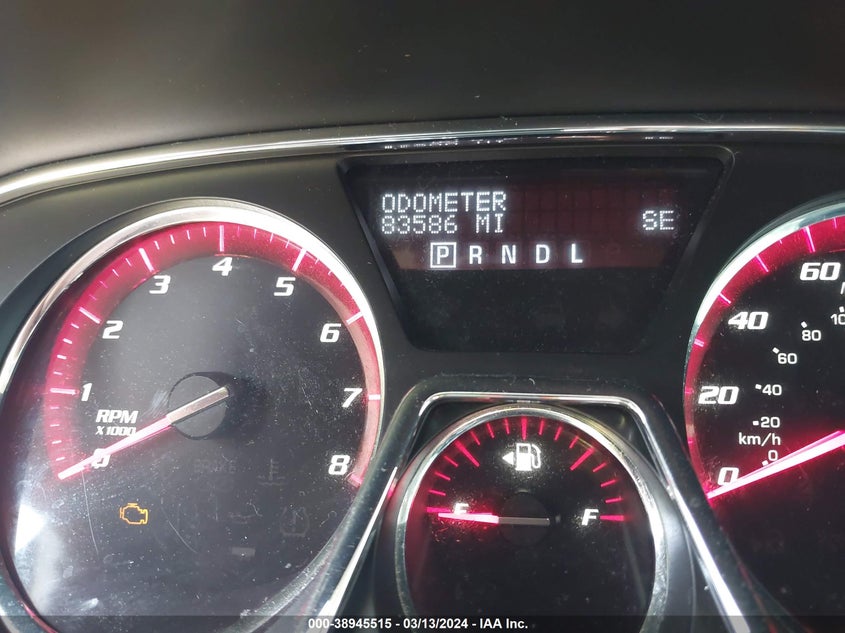 ODOMETER
83586 MI SE
P R N D L
0 1 2 3 4 5 6 7 8
RPM
X1000
BRAKE
E F
0 20 40 60
0 20 40 60 80
km/h
000-38945515 - 03/13/2024 - IAA Inc.